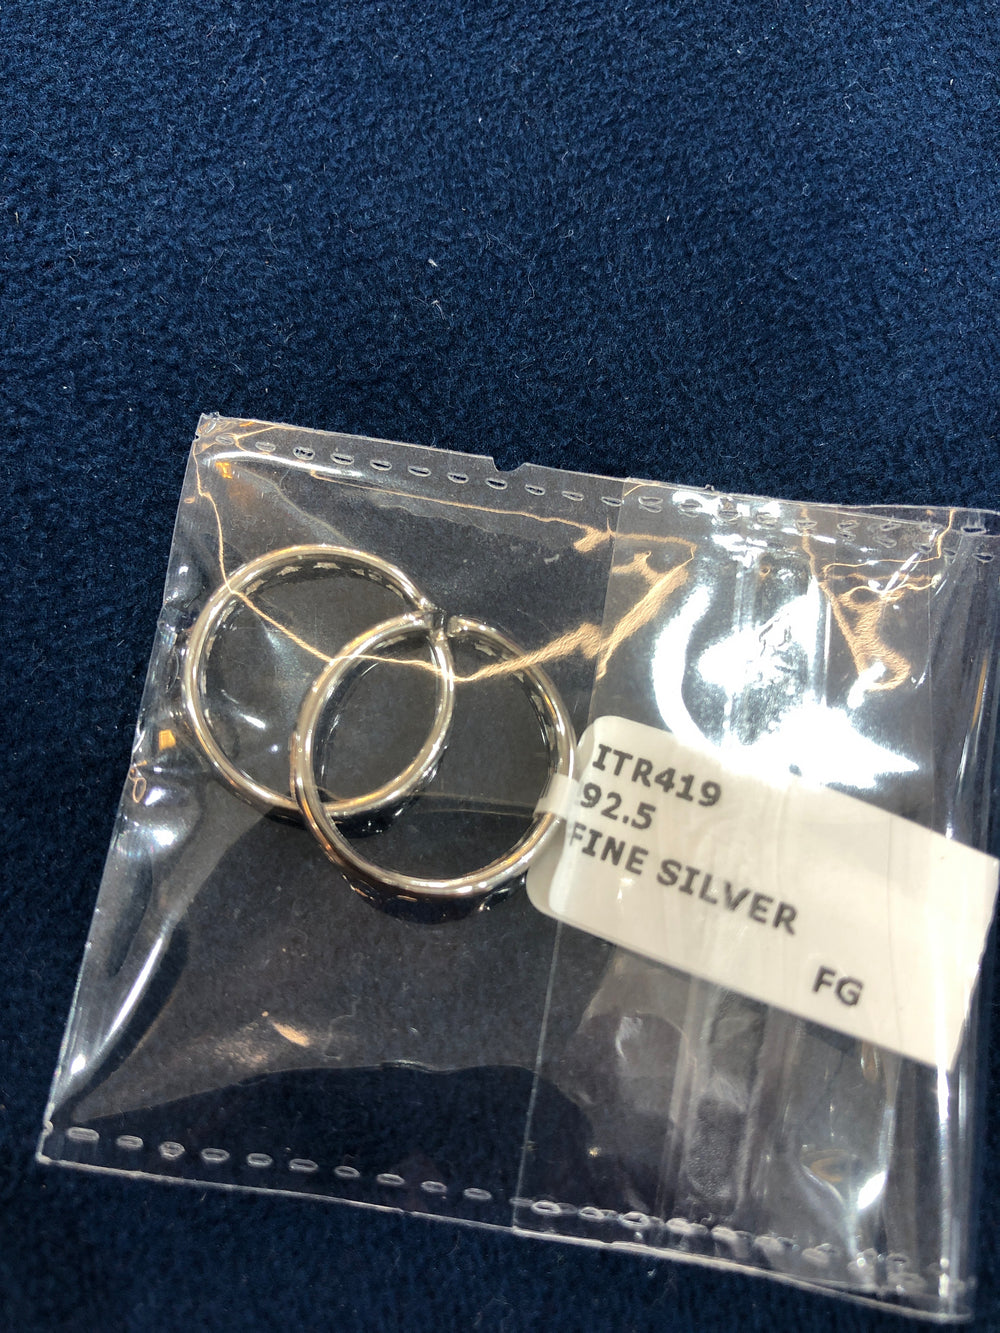 ITR419
92.5
FINE SILVER
FG